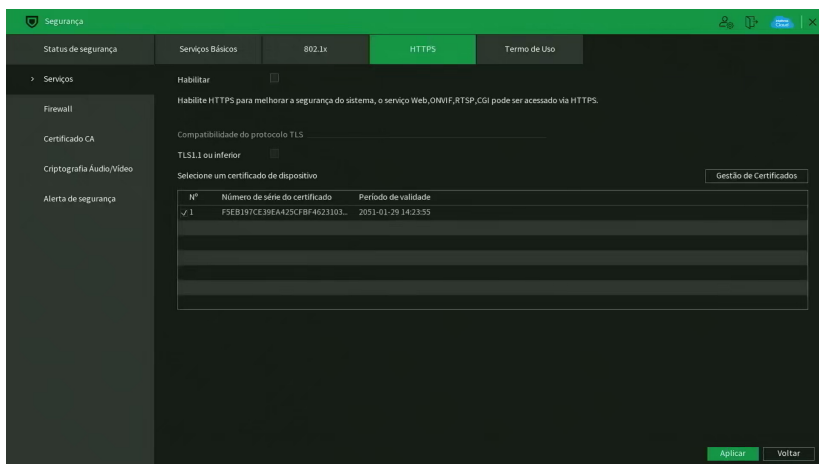 Segurança
Cloud
Status de segurança
Serviços Básicos
802.1x
HTTPS
Termo de Uso
Serviços
Firewall
Certificado CA
Criptografia Áudio/Vídeo
Alerta de segurança
Habilitar
Habilite HTTPS para melhorar a segurança do sistema, o serviço Web,ONVIF,RTSP,CGI pode ser acessado via HTTPS.
Compatibilidade do protocolo TLS
TLS1.1 ou inferior
Selecione um certificado de dispositivo
Gestão de Certificados
Nº Número de série do certificado Período de validade
1 F5EB197CE39EA425CFBF4623103... 2051-01-29 14:23:55
Aplicar
Voltar